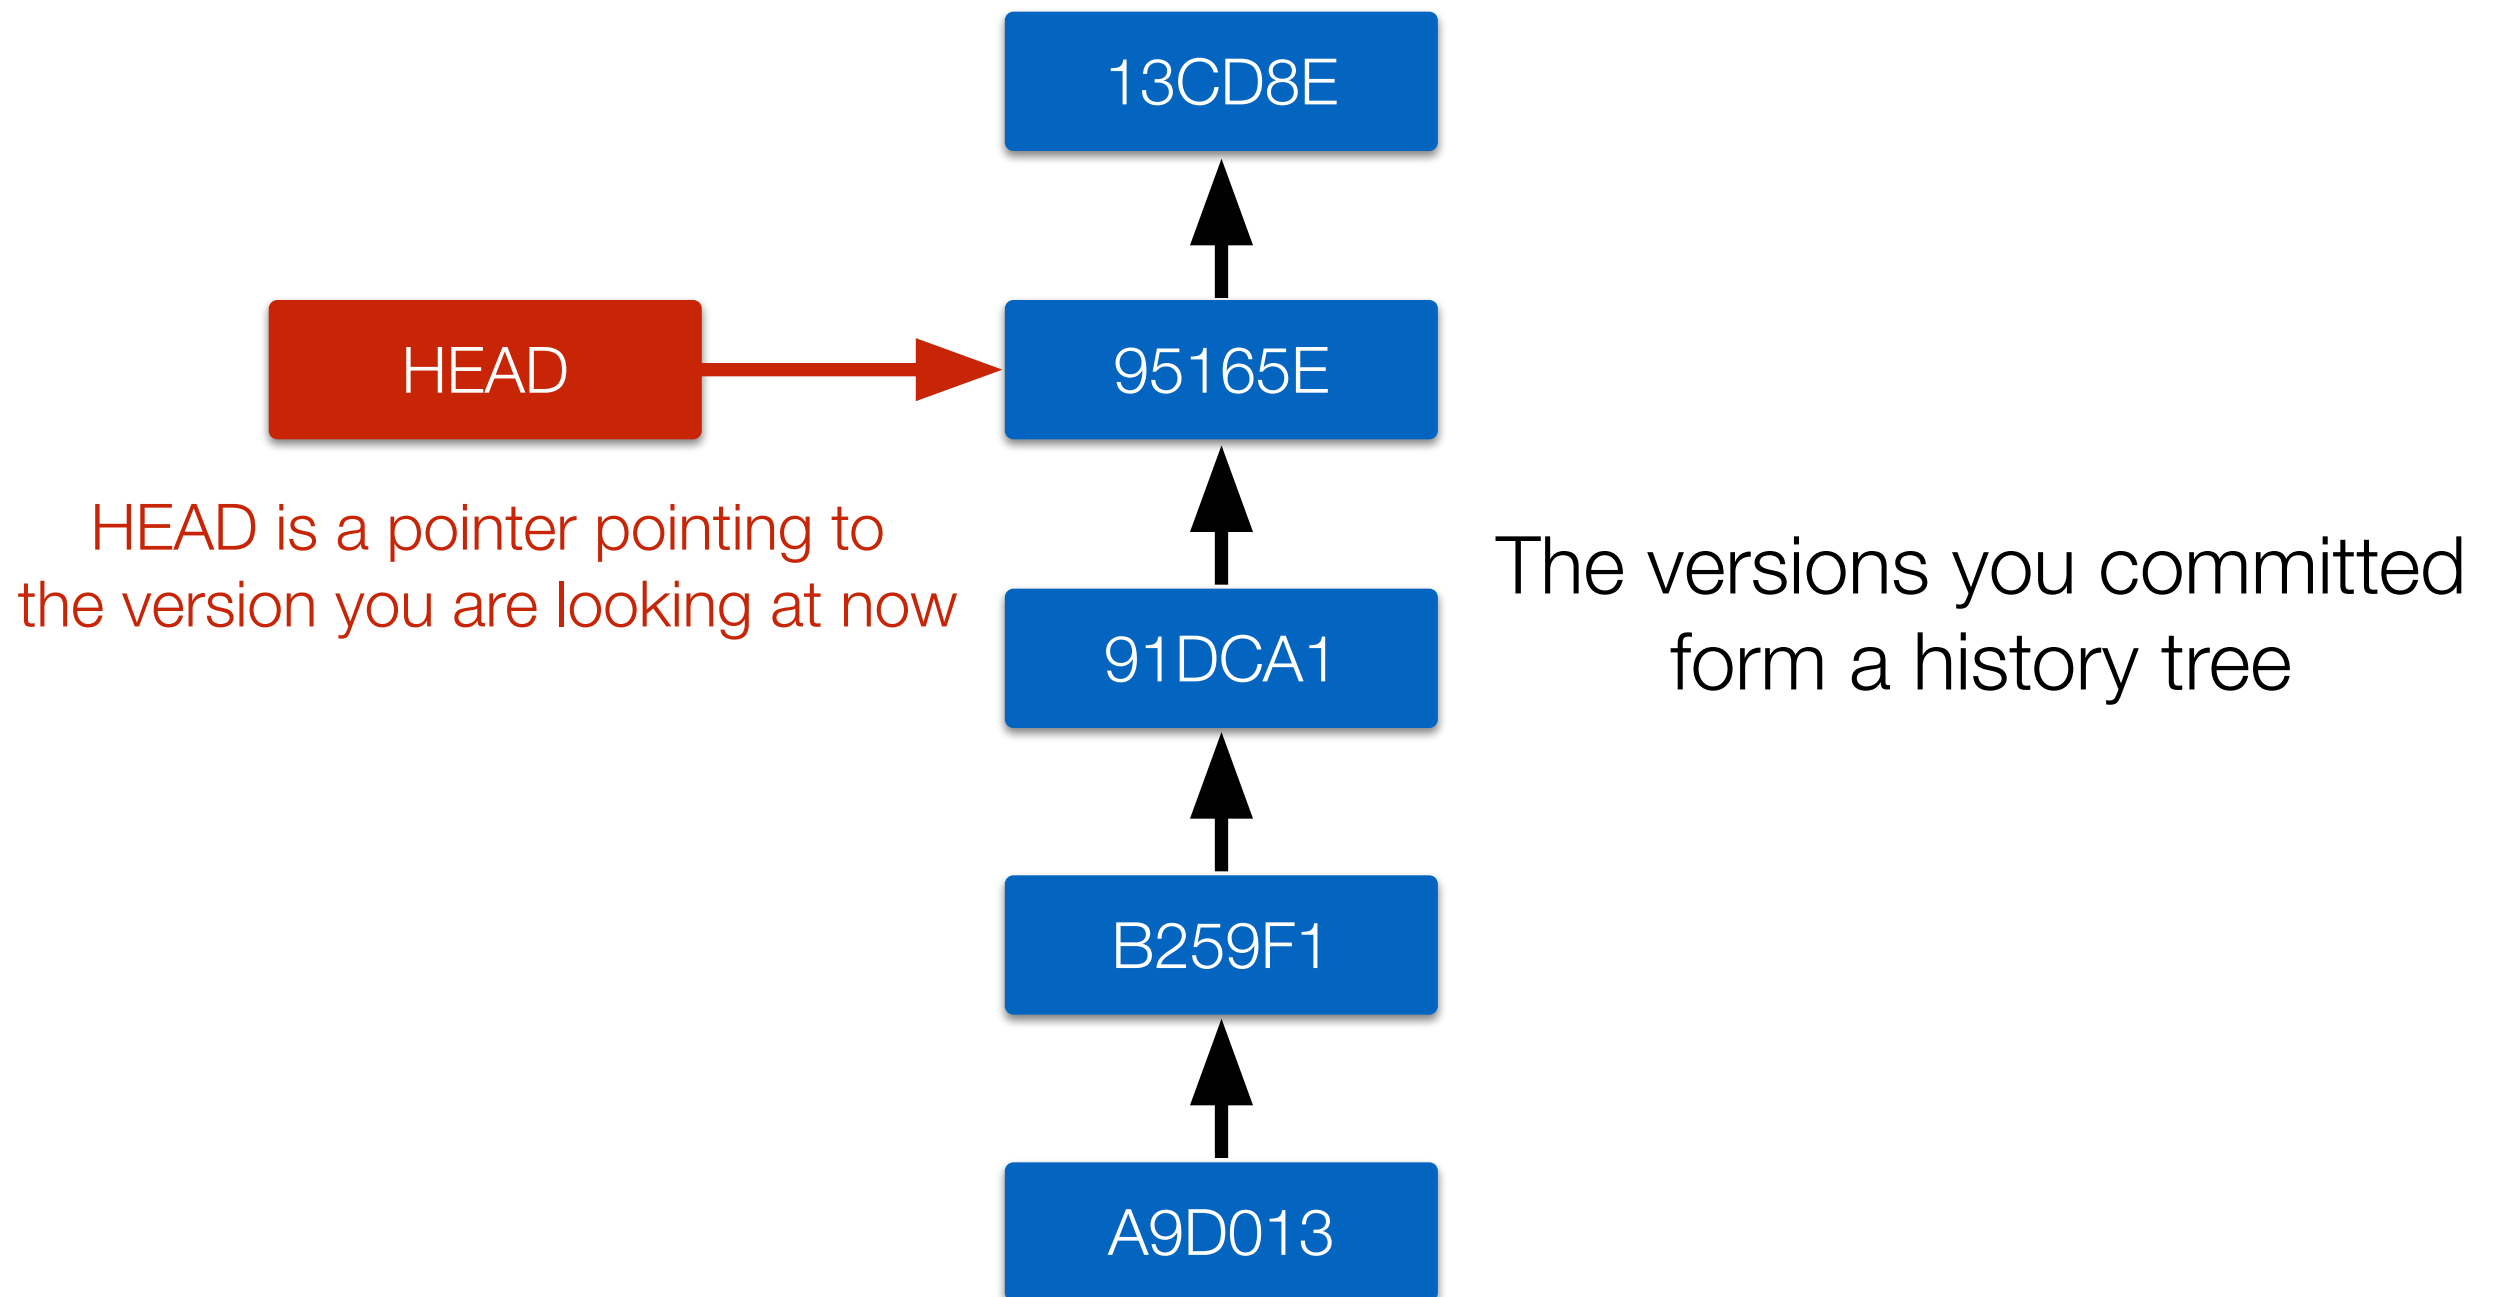 13CD8E
HEAD
95165E
HEAD is a pointer pointing to
the version you are looking at now
The versions you committed
form a history tree
91DCA1
B259F1
A9D013